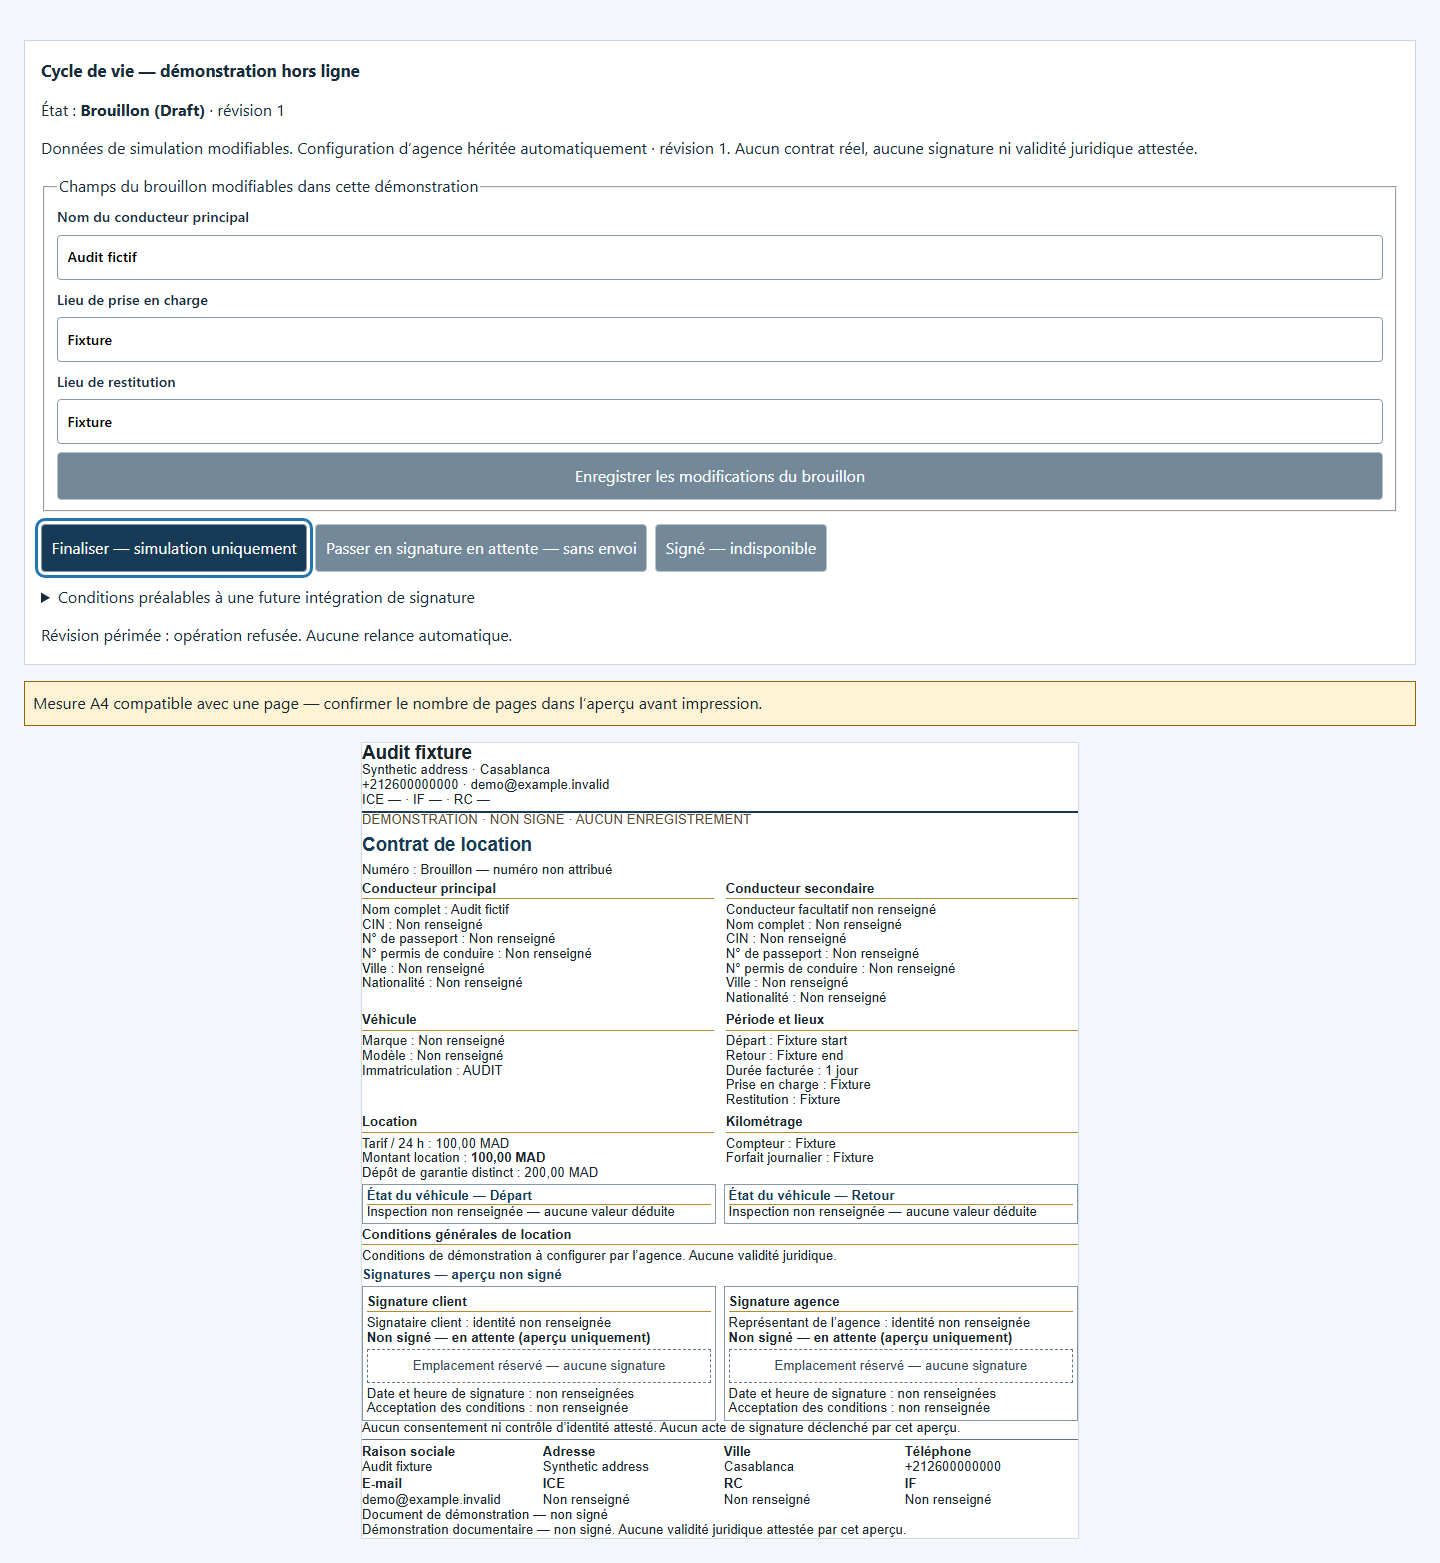 Cycle de vie — démonstration hors ligne
État : Brouillon (Draft) · révision 1
Données de simulation modifiables. Configuration d’agence héritée automatiquement · révision 1. Aucun contrat réel, aucune signature ni validité juridique attestée.
Champs du brouillon modifiables dans cette démonstration
Nom du conducteur principal
Audit fictif
Lieu de prise en charge
Fixture
Lieu de restitution
Fixture
Enregistrer les modifications du brouillon
Finaliser — simulation uniquement
Passer en signature en attente — sans envoi
Signé — indisponible
Conditions préalables à une future intégration de signature
Révision périmée : opération refusée. Aucune relance automatique.
Mesure A4 compatible avec une page — confirmer le nombre de pages dans l’aperçu avant impression.
Audit fixture
Synthetic address · Casablanca
+212600000000 · demo@example.invalid
ICE — · IF — · RC —
DÉMONSTRATION · NON SIGNÉ · AUCUN ENREGISTREMENT
Contrat de location
Numéro : Brouillon — numéro non attribué
Conducteur principal
Nom complet : Audit fictif
CIN : Non renseigné
N° de passeport : Non renseigné
N° permis de conduire : Non renseigné
Ville : Non renseigné
Nationalité : Non renseigné
Conducteur secondaire
Conducteur facultatif non renseigné
Nom complet : Non renseigné
CIN : Non renseigné
N° de passeport : Non renseigné
N° permis de conduire : Non renseigné
Ville : Non renseigné
Nationalité : Non renseigné
Véhicule
Marque : Non renseigné
Modèle : Non renseigné
Immatriculation : AUDIT
Période et lieux
Départ : Fixture start
Retour : Fixture end
Durée facturée : 1 jour
Prise en charge : Fixture
Restitution : Fixture
Location
Tarif / 24 h : 100,00 MAD
Montant location : 100,00 MAD
Dépôt de garantie distinct : 200,00 MAD
Kilométrage
Compteur : Fixture
Forfait journalier : Fixture
État du véhicule — Départ
Inspection non renseignée — aucune valeur déduite
État du véhicule — Retour
Inspection non renseignée — aucune valeur déduite
Conditions générales de location
Conditions de démonstration à configurer par l’agence. Aucune validité juridique.
Signatures — aperçu non signé
Signature client
Signataire client : identité non renseignée
Non signé — en attente (aperçu uniquement)
Emplacement réservé — aucune signature
Date et heure de signature : non renseignées
Acceptation des conditions : non renseignée
Signature agence
Représentant de l’agence : identité non renseignée
Non signé — en attente (aperçu uniquement)
Emplacement réservé — aucune signature
Date et heure de signature : non renseignées
Acceptation des conditions : non renseignée
Aucun consentement ni contrôle d’identité attesté. Aucun acte de signature déclenché par cet aperçu.
Raison sociale
Audit fixture
Adresse
Synthetic address
Ville
Casablanca
Téléphone
+212600000000
E-mail
demo@example.invalid
ICE
Non renseigné
RC
Non renseigné
IF
Non renseigné
Document de démonstration — non signé
Démonstration documentaire — non signé. Aucune validité juridique attestée par cet aperçu.